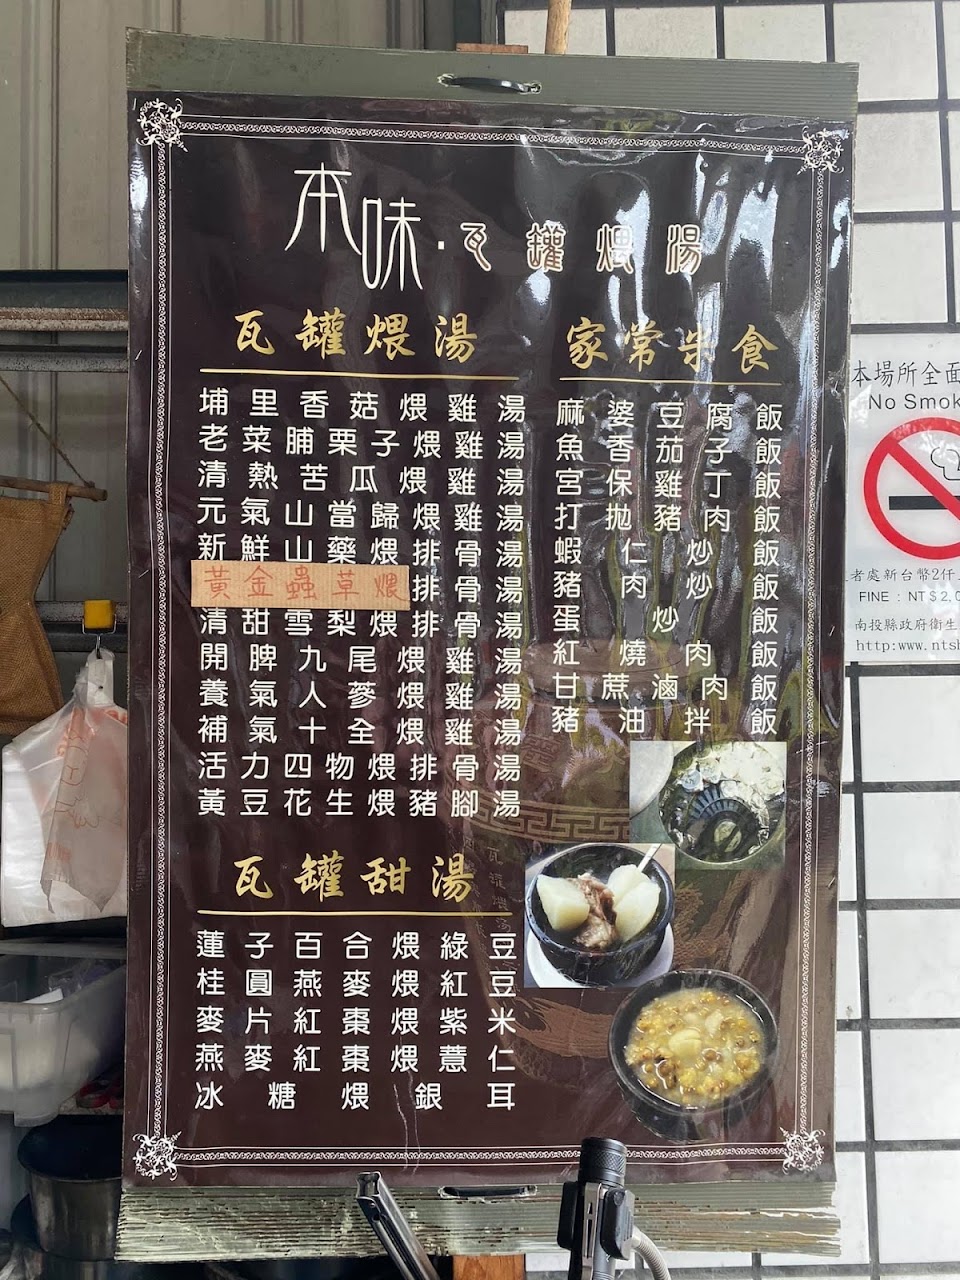 本味·瓦罐煨湯
瓦罐煨湯
埔里香菇煨雞湯
老菜脯栗子煨雞湯
清熱苦瓜煨雞湯
元氣山當歸煨雞湯
新鮮山藥煨排骨湯
黃金蟲草煨排骨湯
清甜雪梨煨排骨湯
開脾九尾煨雞湯
養氣人蔘煨雞湯
補氣十全煨雞湯
活力四物煨排骨湯
黃豆花生煨豬腳湯
瓦罐甜湯
蓮子百合煨綠豆
桂圓燕麥煨紅豆
麥片紅棗煨紫米
燕麥紅棗煨薏仁
冰糖煨銀耳
家常米食
麻婆豆腐飯
魚香茄子飯
宮保雞丁飯
打拋豬肉飯
蝦仁炒飯
豬肉炒飯
蛋炒飯
紅燒肉飯
甘蔗滷肉飯
豬油拌飯
本場所全面
No Smok
者處新台幣2仟
FINE : NT$2,0
南投縣政府衛生
http:www.ntsh